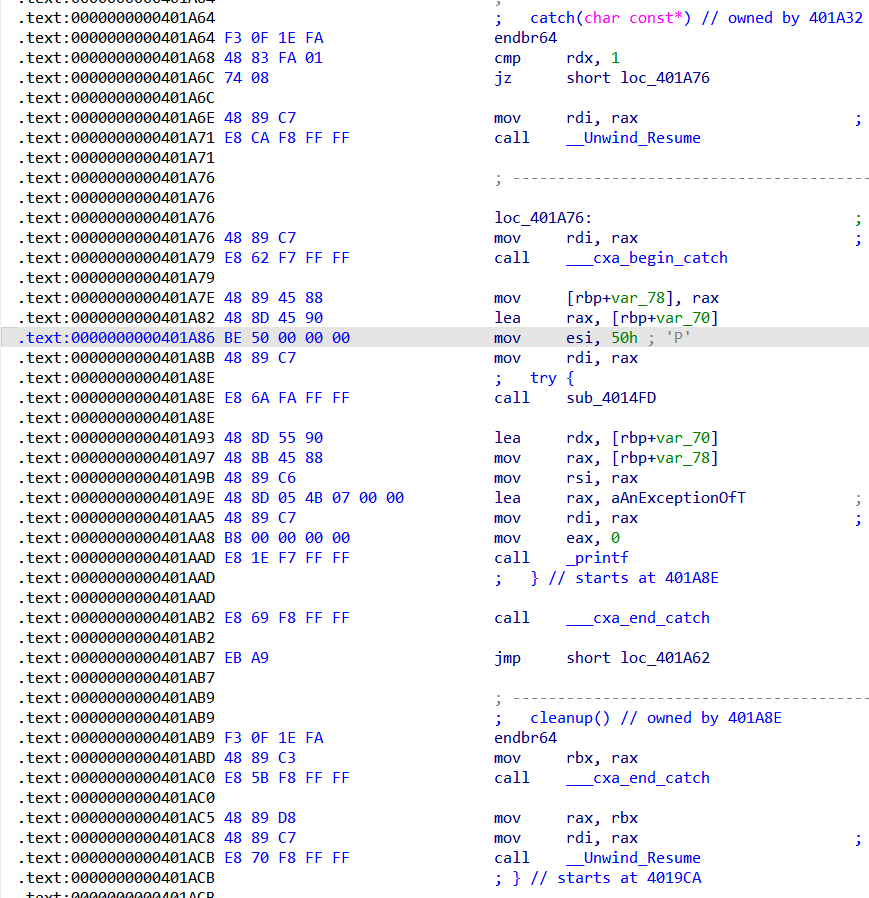 .text:0000000000401A64 ;
.text:0000000000401A64 ;   catch(char const*) // owned by 401A32
.text:0000000000401A64 F3 0F 1E FA endbr64
.text:0000000000401A68 48 83 FA 01 cmp     rdx, 1
.text:0000000000401A6C 74 08 jz      short loc_401A76
.text:0000000000401A6C
.text:0000000000401A6E 48 89 C7 mov     rdi, rax ;
.text:0000000000401A71 E8 CA F8 FF FF call    __Unwind_Resume
.text:0000000000401A71
.text:0000000000401A76 ; ---------------------------------------
.text:0000000000401A76
.text:0000000000401A76 loc_401A76: ;
.text:0000000000401A76 48 89 C7 mov     rdi, rax ;
.text:0000000000401A79 E8 62 F7 FF FF call    ___cxa_begin_catch
.text:0000000000401A79
.text:0000000000401A7E 48 89 45 88 mov     [rbp+var_78], rax
.text:0000000000401A82 48 8D 45 90 lea     rax, [rbp+var_70]
.text:0000000000401A86 BE 50 00 00 00 mov     esi, 50h ; 'P'
.text:0000000000401A8B 48 89 C7 mov     rdi, rax
.text:0000000000401A8E ;   try {
.text:0000000000401A8E E8 6A FA FF FF call    sub_4014FD
.text:0000000000401A8E
.text:0000000000401A93 48 8D 55 90 lea     rdx, [rbp+var_70]
.text:0000000000401A97 48 8B 45 88 mov     rax, [rbp+var_78]
.text:0000000000401A9B 48 89 C6 mov     rsi, rax
.text:0000000000401A9E 48 8D 05 4B 07 00 00 lea     rax, aAnExceptionOfT ;
.text:0000000000401AA5 48 89 C7 mov     rdi, rax ;
.text:0000000000401AA8 B8 00 00 00 00 mov     eax, 0
.text:0000000000401AAD E8 1E F7 FF FF call    _printf
.text:0000000000401AAD ;   } // starts at 401A8E
.text:0000000000401AAD
.text:0000000000401AB2 E8 69 F8 FF FF call    ___cxa_end_catch
.text:0000000000401AB2
.text:0000000000401AB7 EB A9 jmp     short loc_401A62
.text:0000000000401AB7
.text:0000000000401AB9 ; ---------------------------------------
.text:0000000000401AB9 ;   cleanup() // owned by 401A8E
.text:0000000000401AB9 F3 0F 1E FA endbr64
.text:0000000000401ABD 48 89 C3 mov     rbx, rax
.text:0000000000401AC0 E8 5B F8 FF FF call    ___cxa_end_catch
.text:0000000000401AC0
.text:0000000000401AC5 48 89 D8 mov     rax, rbx
.text:0000000000401AC8 48 89 C7 mov     rdi, rax ;
.text:0000000000401ACB E8 70 F8 FF FF call    __Unwind_Resume
.text:0000000000401ACB ; } // starts at 4019CA
.text:0000000000401ACB